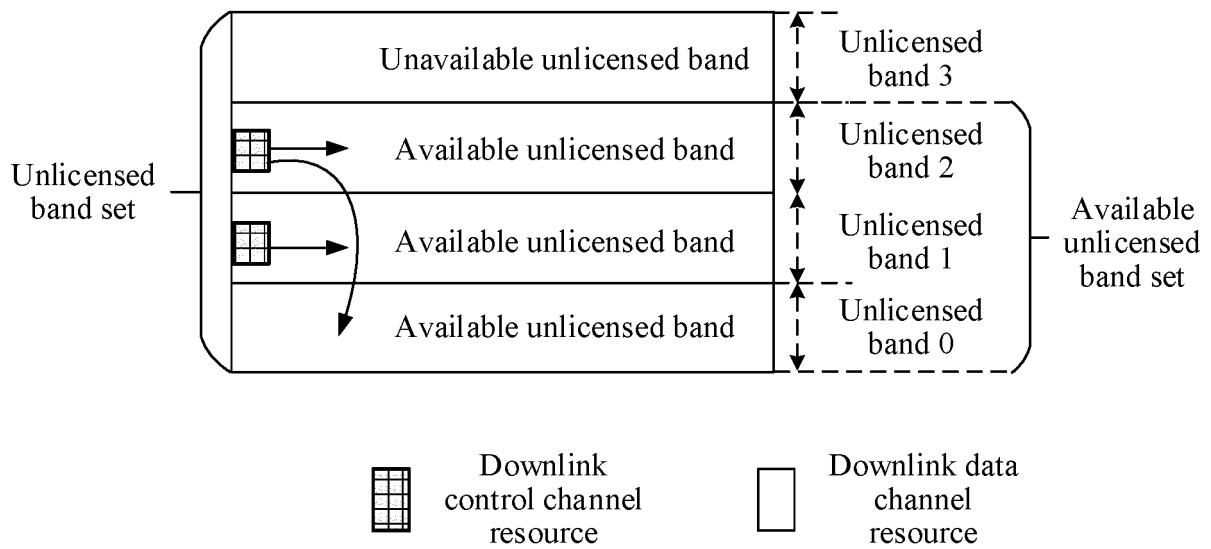 Unavailable unlicensed band
Unlicensed
band 3
Available unlicensed band
Unlicensed
band 2
Unlicensed
band set
Available unlicensed band
Unlicensed
band 1
Available
unlicensed
band set
Available unlicensed band
Unlicensed
band 0
Downlink
control channel
resource
Downlink data
channel
resource